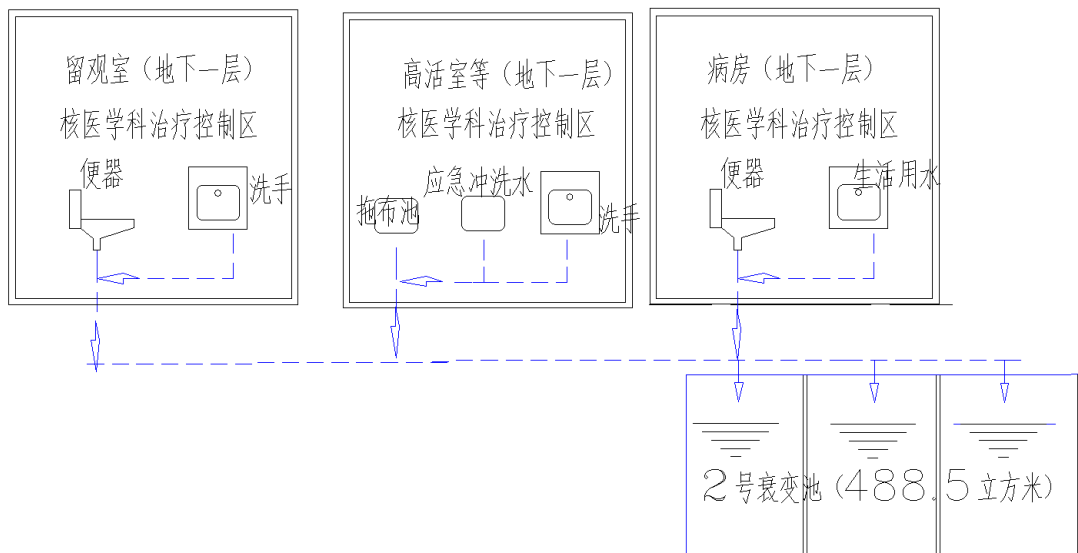 留观室（地下一层）
核医学科治疗控制区
便器
洗手
高活室等（地下一层）
核医学科治疗控制区
应急冲洗水
拖布池
洗手
病房（地下一层）
核医学科治疗控制区
便器
生活用水
2号衰变池（488.5立方米）